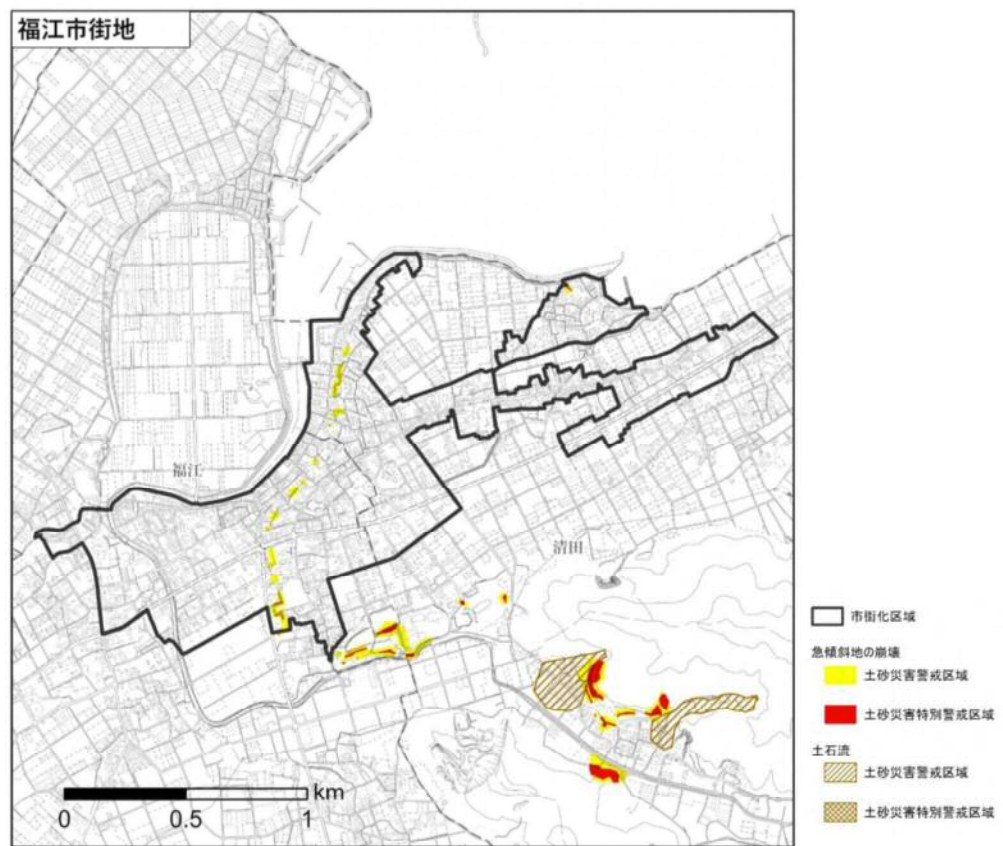 福江市街地
福江
清田
km
0
0.5
1
市街化区域
急傾斜地の崩壊
土砂災害警戒区域
土砂災害特別警戒区域
土石流
土砂災害警戒区域
土砂災害特別警戒区域